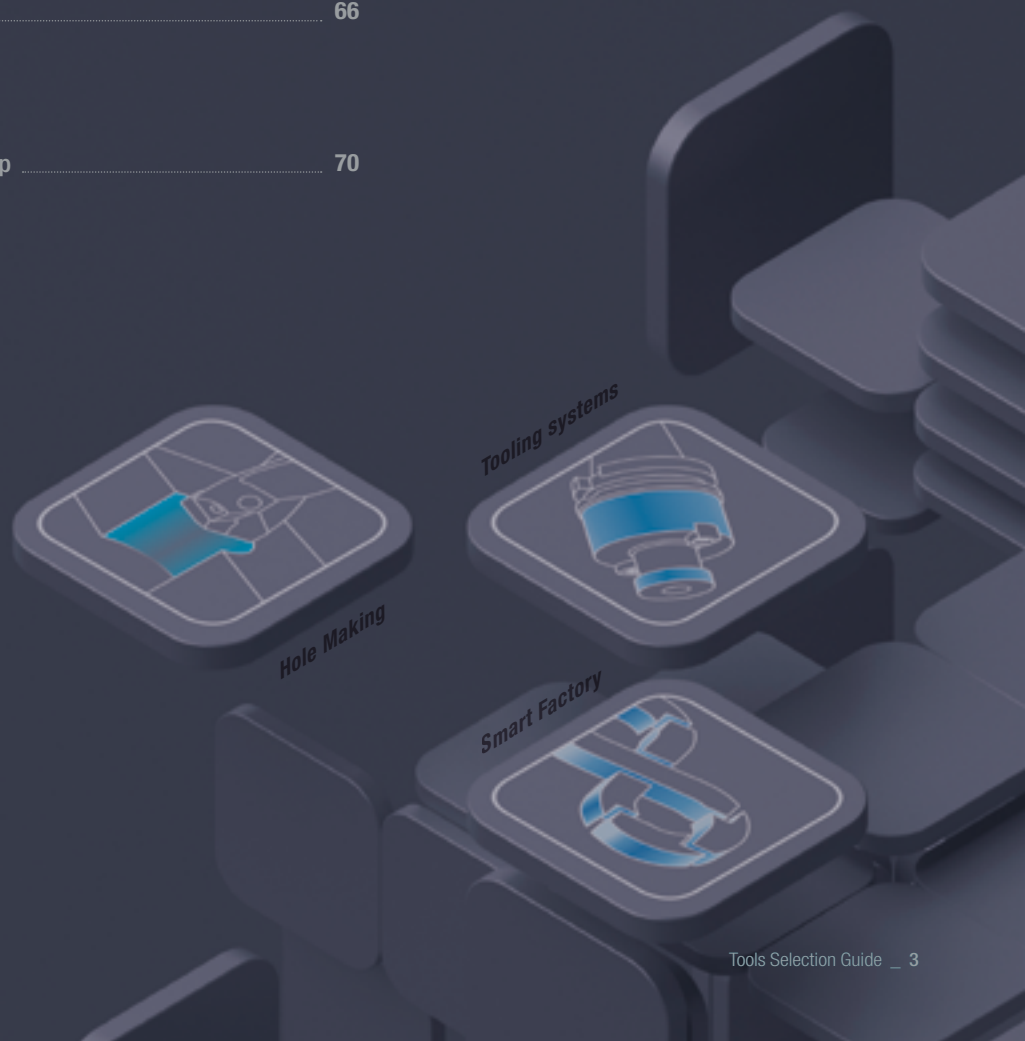 66
p 70
Tooling systems
Hole Making
Smart Factory
Tools Selection Guide _ 3